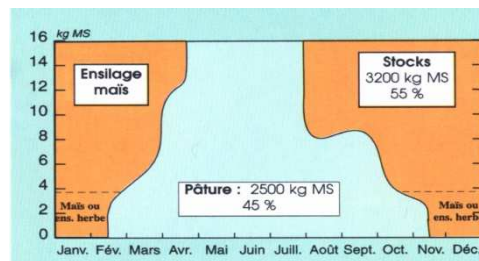 kg MS
16
14
12
10
8
6
4
2
0
Ensilage
maïs
Stocks
3200 kg MS
55 %
Pâture : 2500 kg MS
45 %
Maïs ou
ens. herbe
Maïs ou
ens. herbe
Janv. Fév. Mars Avr. Mai Juin Juill. Août Sept. Oct. Nov. Déc.